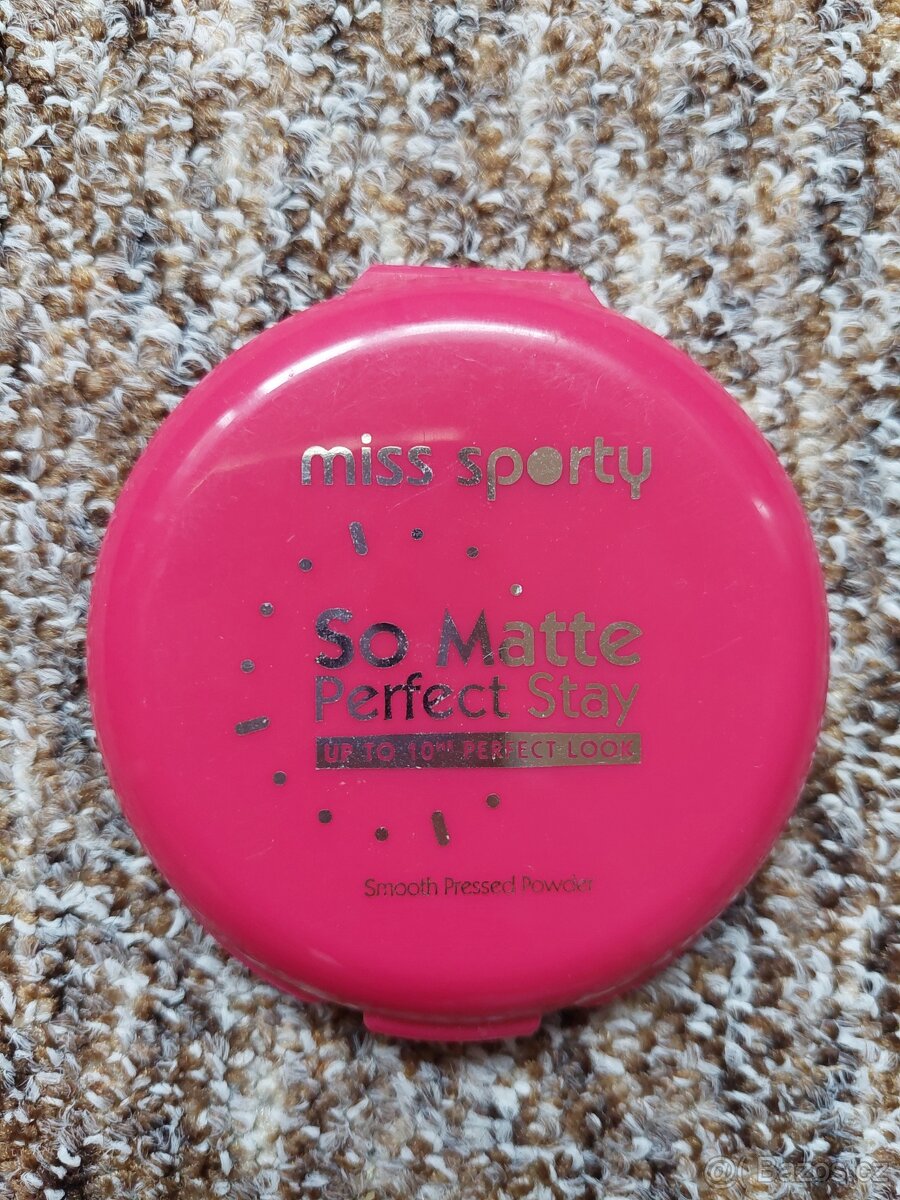 miss sporty
So Matte
Perfect Stay
UP TO 10HR PERFECT LOOK
Smooth Pressed Powder
@ Bazos.cz